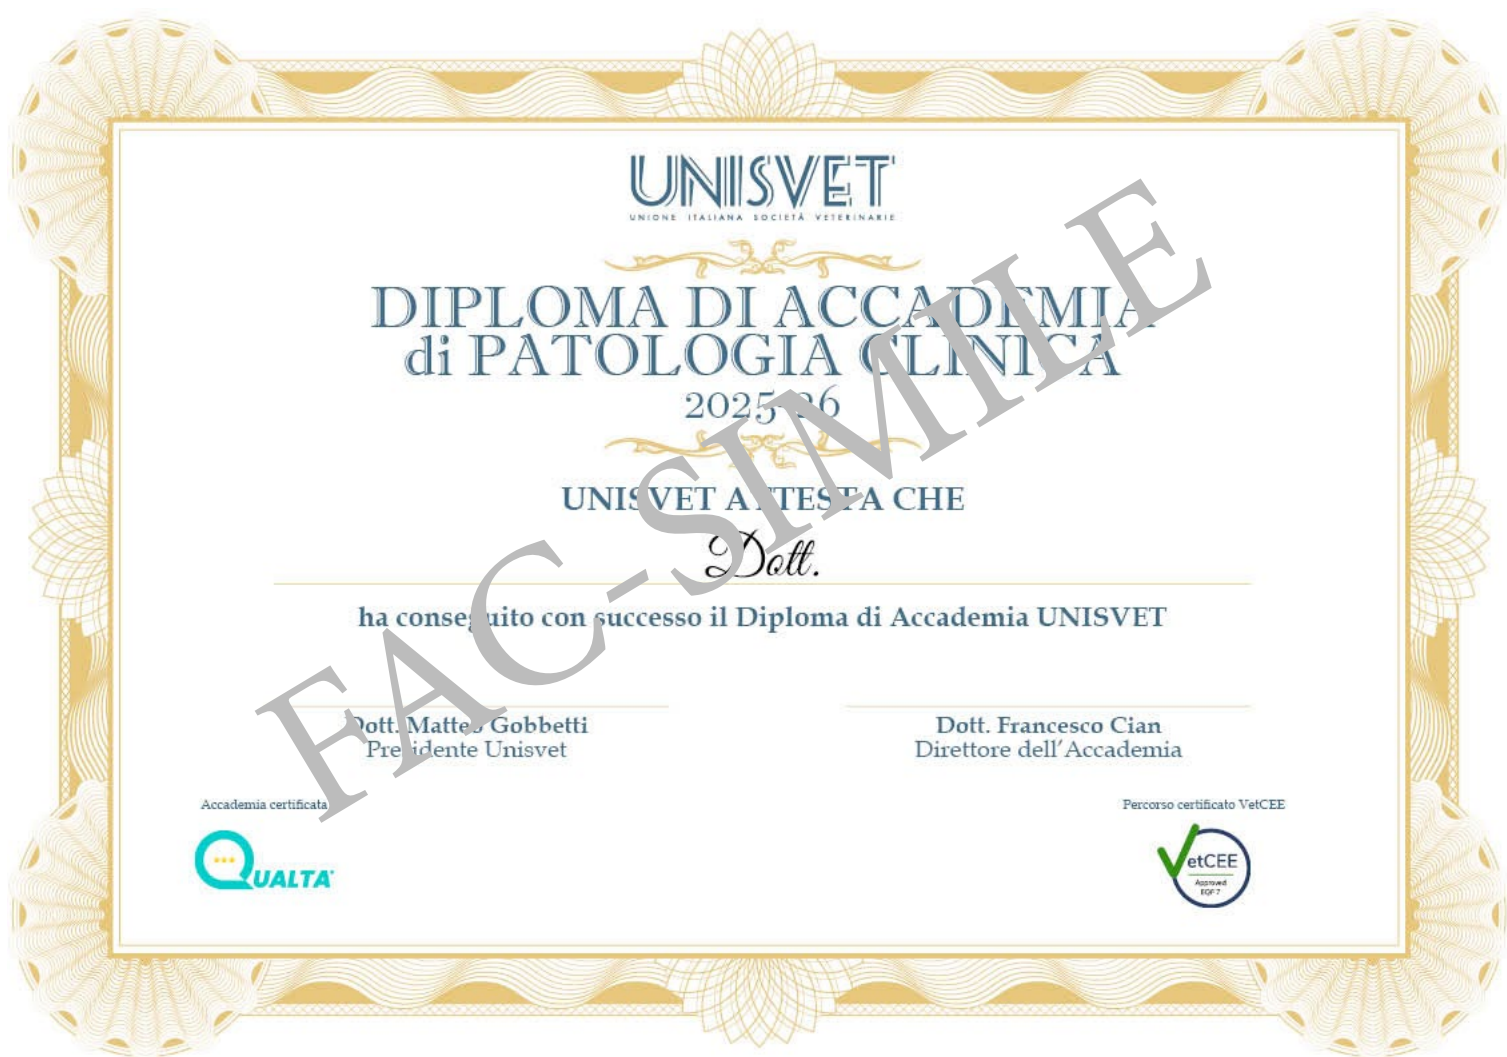 UNISVET
UNIONE ITALIANA SOCIETÀ VETERINARIE
DIPLOMA DI ACCADEMIA
di PATOLOGIA CLINICA
2025-26
UNISVET ATTESTA CHE
Dott.
ha conseguito con successo il Diploma di Accademia UNISVET
Dott. Matteo Gobbetti
Presidente Unisvet
Dott. Francesco Cian
Direttore dell'Accademia
Accademia certificata
QUALTA
Percorso certificato VetCEE
VetCEE
Approved
EQF 7
FAC-SIMILE